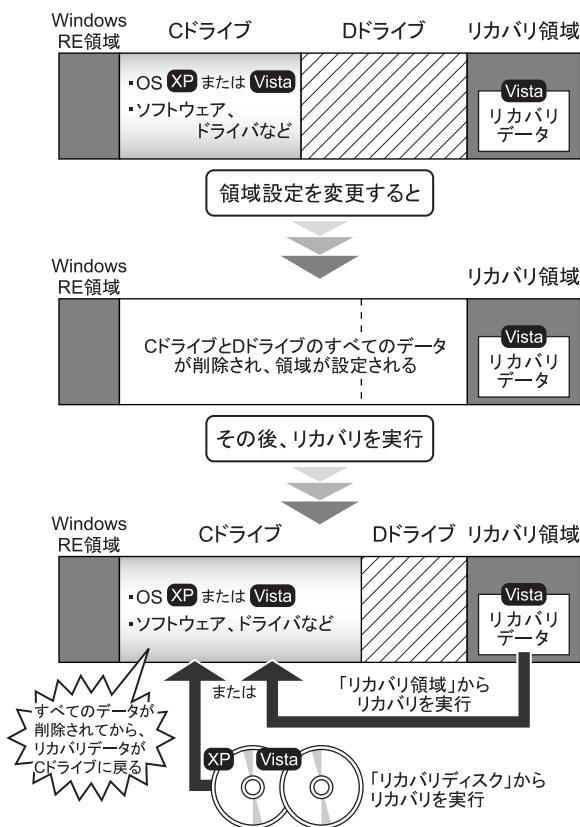 Windows
RE領域
Cドライブ
Dドライブ
リカバリ領域
・OS XP または Vista
・ソフトウェア、
ドライバなど
Vista
リカバリ
データ
領域設定を変更すると
Windows
RE領域
リカバリ領域
CドライブとDドライブのすべてのデータ
が削除され、領域が設定される
Vista
リカバリ
データ
その後、リカバリを実行
Windows
RE領域
Cドライブ
Dドライブ
リカバリ領域
・OS XP または Vista
・ソフトウェア、ドライバなど
Vista
リカバリ
データ
すべてのデータが
削除されてから、
リカバリデータが
Cドライブに戻る
または
「リカバリ領域」から
リカバリを実行
XP
Vista
「リカバリディスク」から
リカバリを実行